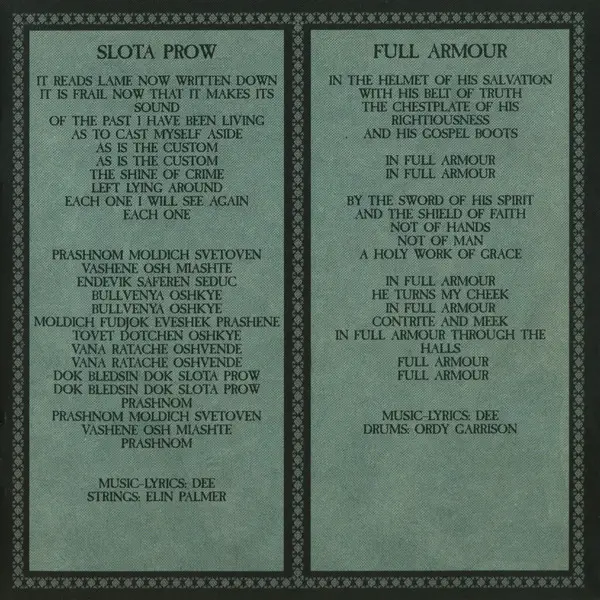 SLOTA PROW
IT READS LAME NOW WRITTEN DOWN
IT IS FRAIL NOW THAT IT MAKES ITS
SOUND
OF THE PAST I HAVE BEEN LIVING
AS TO CAST MYSELF ASIDE
AS IS THE CUSTOM
AS IS THE CUSTOM
THE SHINE OF CRIME
LEFT LYING AROUND
EACH ONE I WILL SEE AGAIN
EACH ONE
PRASHNOM MOLDICH SVETOVEN
VASHENE OSH MIASHTE
ENDEVIK SAFEREN SEDUC
BULLVENYA OSHKYE
BULLVENYA OSHKYE
MOLDICH FUDJOK EVESHEK PRASHENE
TOVET DOTCHEN OSHKYE
VANA RATACHE OSHVENDE
VANA RATACHE OSHVENDE
DOK BLEDSIN DOK SLOTA PROW
DOK BLEDSIN DOK SLOTA PROW
PRASHNOM
PRASHNOM MOLDICH SVETOVEN
VASHENE OSH MIASHTE
PRASHNOM
MUSIC-LYRICS: DEE
STRINGS: ELIN PALMER
FULL ARMOUR
IN THE HELMET OF HIS SALVATION
WITH HIS BELT OF TRUTH
THE CHESTPLATE OF HIS
RIGHTIOUSNESS
AND HIS GOSPEL BOOTS
IN FULL ARMOUR
IN FULL ARMOUR
BY THE SWORD OF HIS SPIRIT
AND THE SHIELD OF FAITH
NOT OF HANDS
NOT OF MAN
A HOLY WORK OF GRACE
IN FULL ARMOUR
HE TURNS MY CHEEK
IN FULL ARMOUR
CONTRITE AND MEEK
IN FULL ARMOUR THROUGH THE
HALLS
FULL ARMOUR
FULL ARMOUR
MUSIC-LYRICS: DEE
DRUMS: ORDY GARRISON